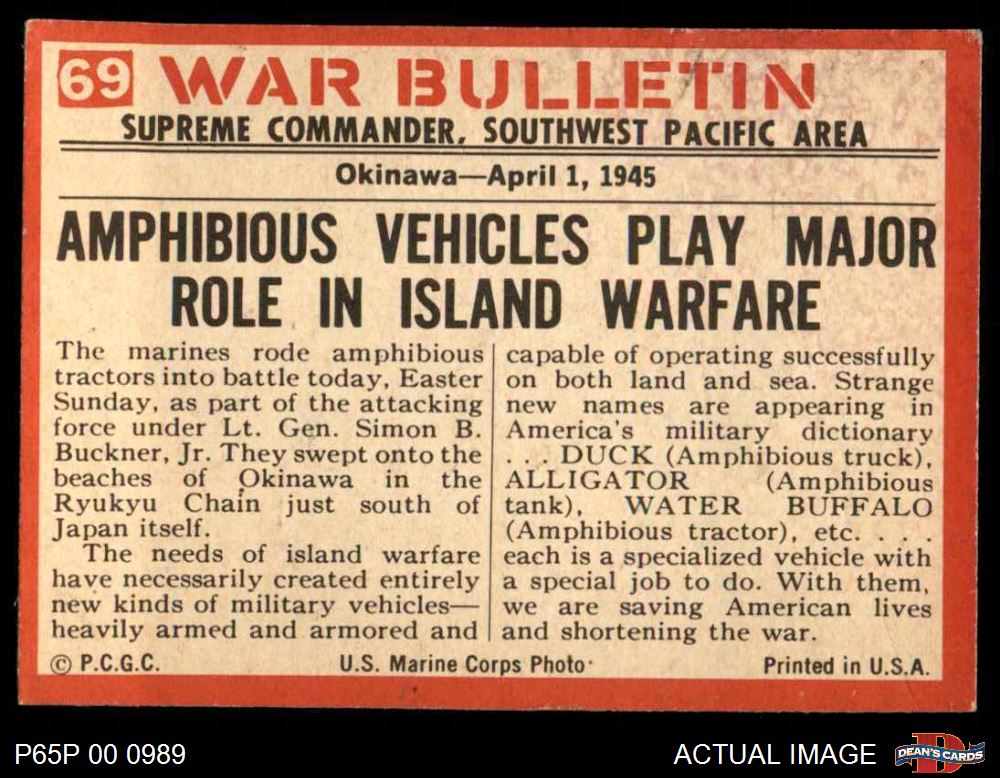 69 WAR BULLETIN
SUPREME COMMANDER, SOUTHWEST PACIFIC AREA
Okinawa—April 1, 1945
AMPHIBIOUS VEHICLES PLAY MAJOR
ROLE IN ISLAND WARFARE
The marines rode amphibious
tractors into battle today, Easter
Sunday, as part of the attacking
force under Lt. Gen. Simon B.
Buckner, Jr. They swept onto the
beaches of Okinawa in the
Ryukyu Chain just south of
Japan itself.
The needs of island warfare
have necessarily created entirely
new kinds of military vehicles—
heavily armed and armored and
capable of operating successfully
on both land and sea. Strange
new names are appearing in
America's military dictionary
. . . DUCK (Amphibious truck),
ALLIGATOR (Amphibious
tank), WATER BUFFALO
(Amphibious tractor), etc. . . .
each is a specialized vehicle with
a special job to do. With them,
we are saving American lives
and shortening the war.
© P.C.G.C. U.S. Marine Corps Photo Printed in U.S.A.
P65P 00 0989 ACTUAL IMAGE D DEAN'S CARDS